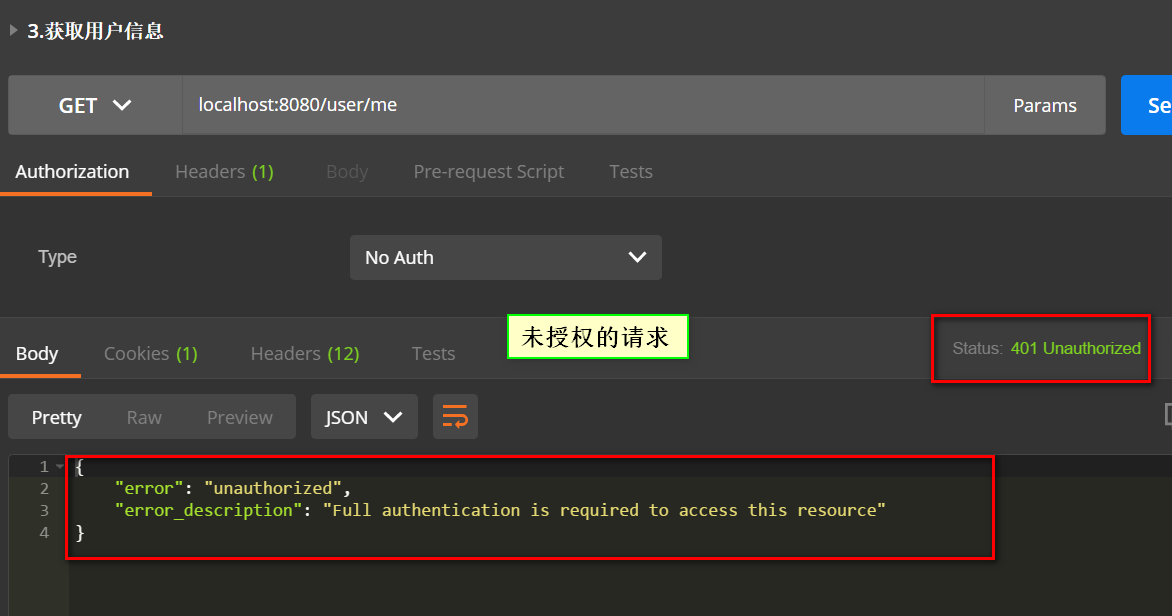 3.获取用户信息
GET localhost:8080/user/me Params Se
Authorization Headers (1) Body Pre-request Script Tests
Type No Auth
未授权的请求
Body Cookies (1) Headers (12) Tests Status: 401 Unauthorized
Pretty Raw Preview JSON
1 {
2 "error": "unauthorized",
3 "error_description": "Full authentication is required to access this resource"
4 }